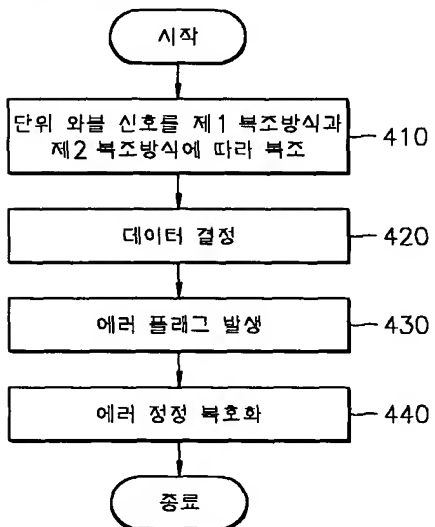 시작
단위 와블 신호를 제1 복조방식과
제2 복조방식에 따라 복조
410
데이터 결정
420
에러 플래그 발생
430
에러 정정 복호화
440
종료